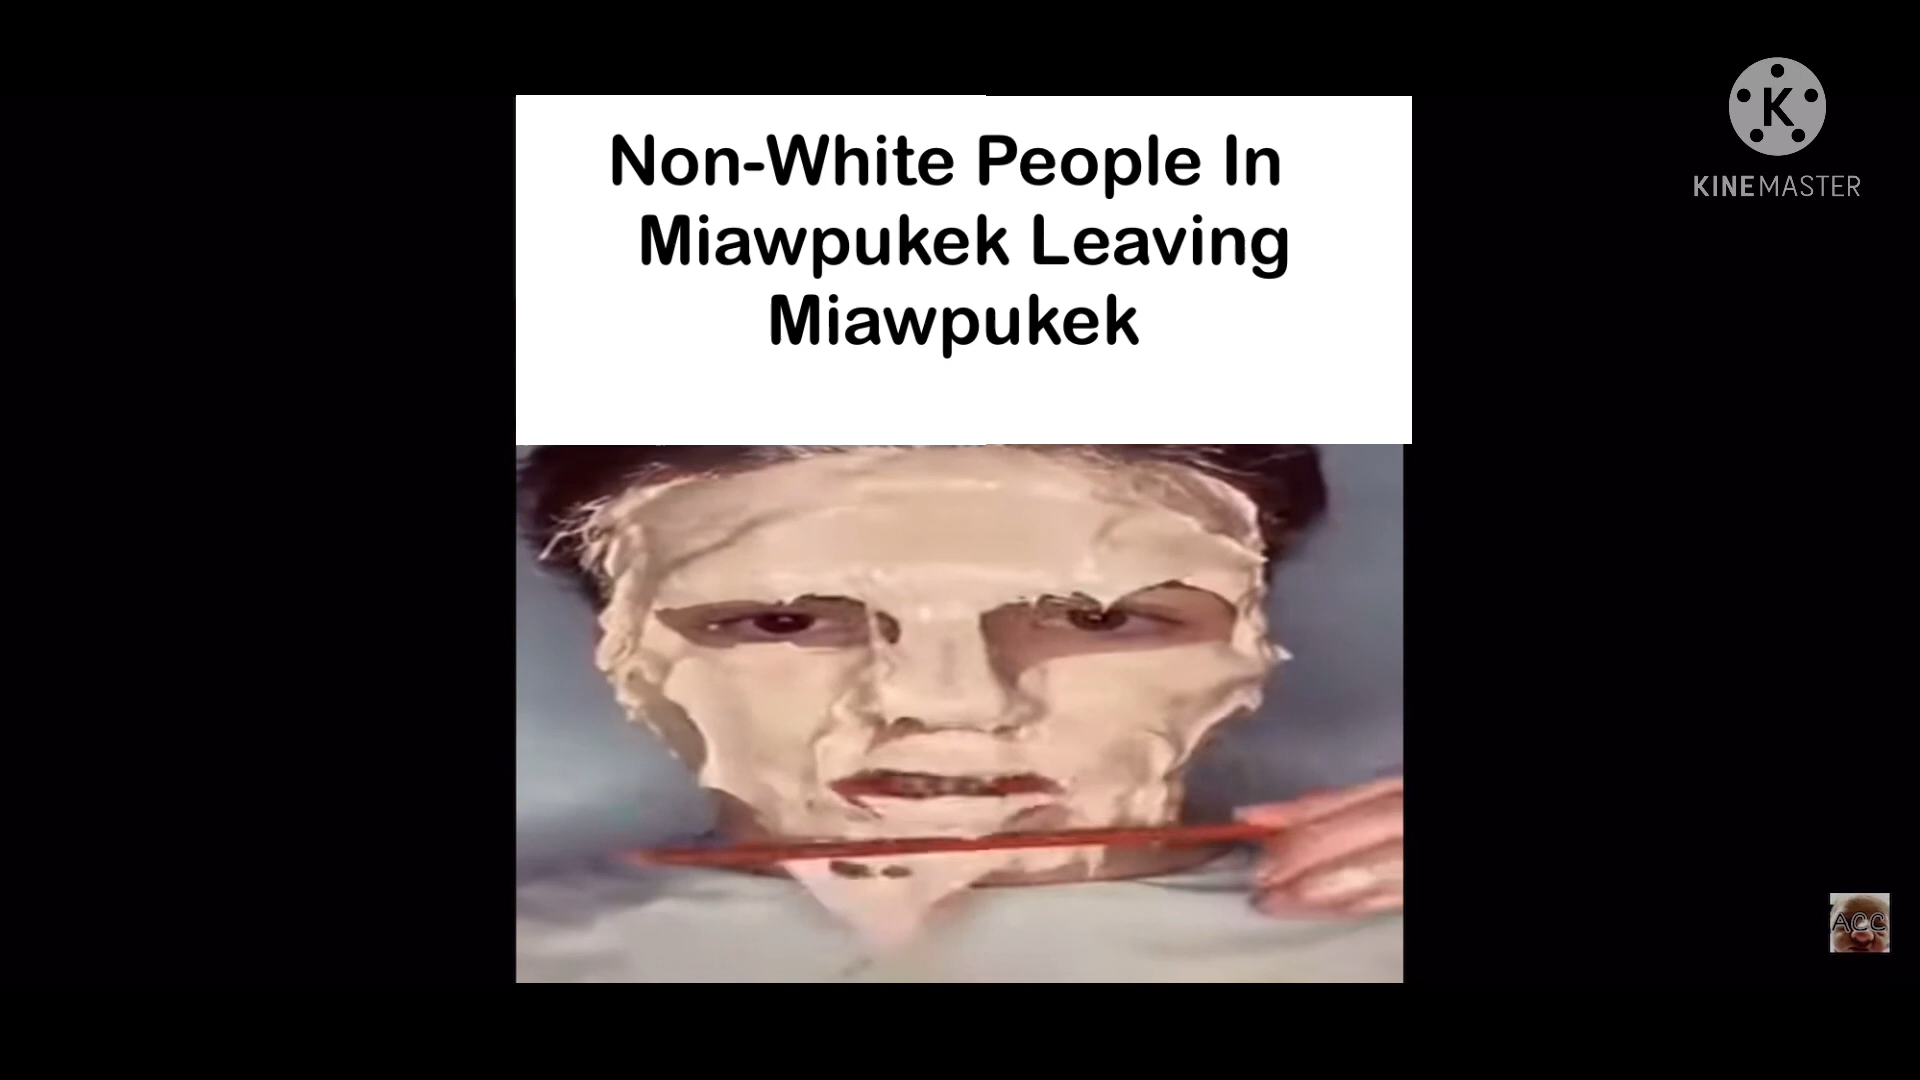 Non-White People In
Miawpukek Leaving
Miawpukek
KINEMASTER
ACC